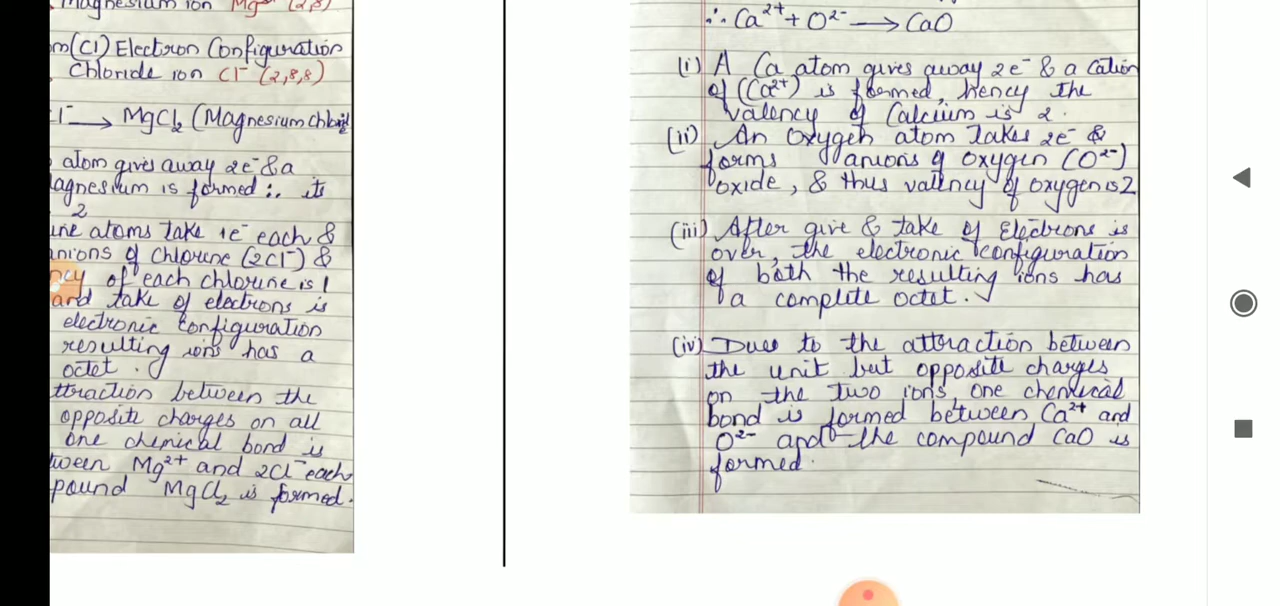 Magnesium ion Mg²⁺ (2,8)
m(Cl) Electron Configuration
Chloride ion Cl⁻ (2,8,8)
Cl⁻ → MgCl₂ (Magnesium chlorid
atom gives away 2e⁻ & a
agnesium is formed ∴ its
2
ine atoms take 1e⁻ each &
anions of chlorine (2Cl⁻) &
ncy of each chlorine is 1
and take of electrons is
electronic configuration
resulting ions has a
octet.
ttraction between the
opposite charges on all
one chemical bond is
tween Mg²⁺ and 2Cl⁻ each
pound MgCl₂ is formed.
∴ Ca²⁺ + O²⁻ → CaO
(i) A Ca atom gives away 2e⁻ & a Cation
of (Ca²⁺) is formed, hency the
valency of Calcium is 2.
(ii) An Oxygen atom takes 2e⁻ &
forms anions of oxygen (O²⁻)
oxide, & thus valency of oxygen is 2
(iii) After give & take of Electrons is
over, the electronic configuration
of both the resulting ions has
a complete octet.
(iv) Dues to the attraction between
the unit but opposite charges
on the two ions, one chemical
bond is formed between Ca²⁺ and
O²⁻ and the compound CaO is
formed.